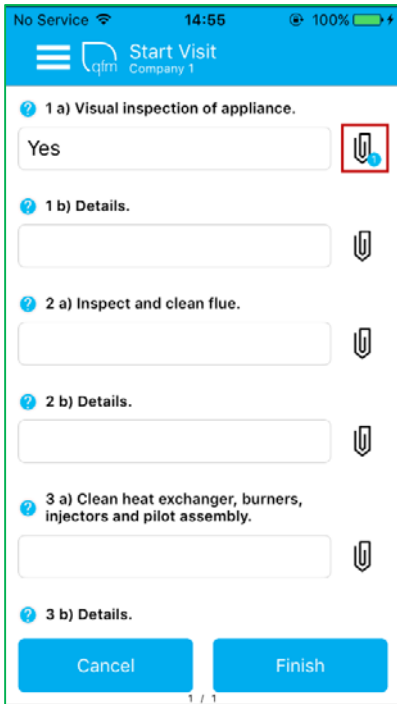 No Service 14:55 100%
qfm Start Visit
Company 1
? 1 a) Visual inspection of appliance.
Yes
1
? 1 b) Details.
? 2 a) Inspect and clean flue.
? 2 b) Details.
? 3 a) Clean heat exchanger, burners,
injectors and pilot assembly.
? 3 b) Details.
Cancel Finish
1 / 1